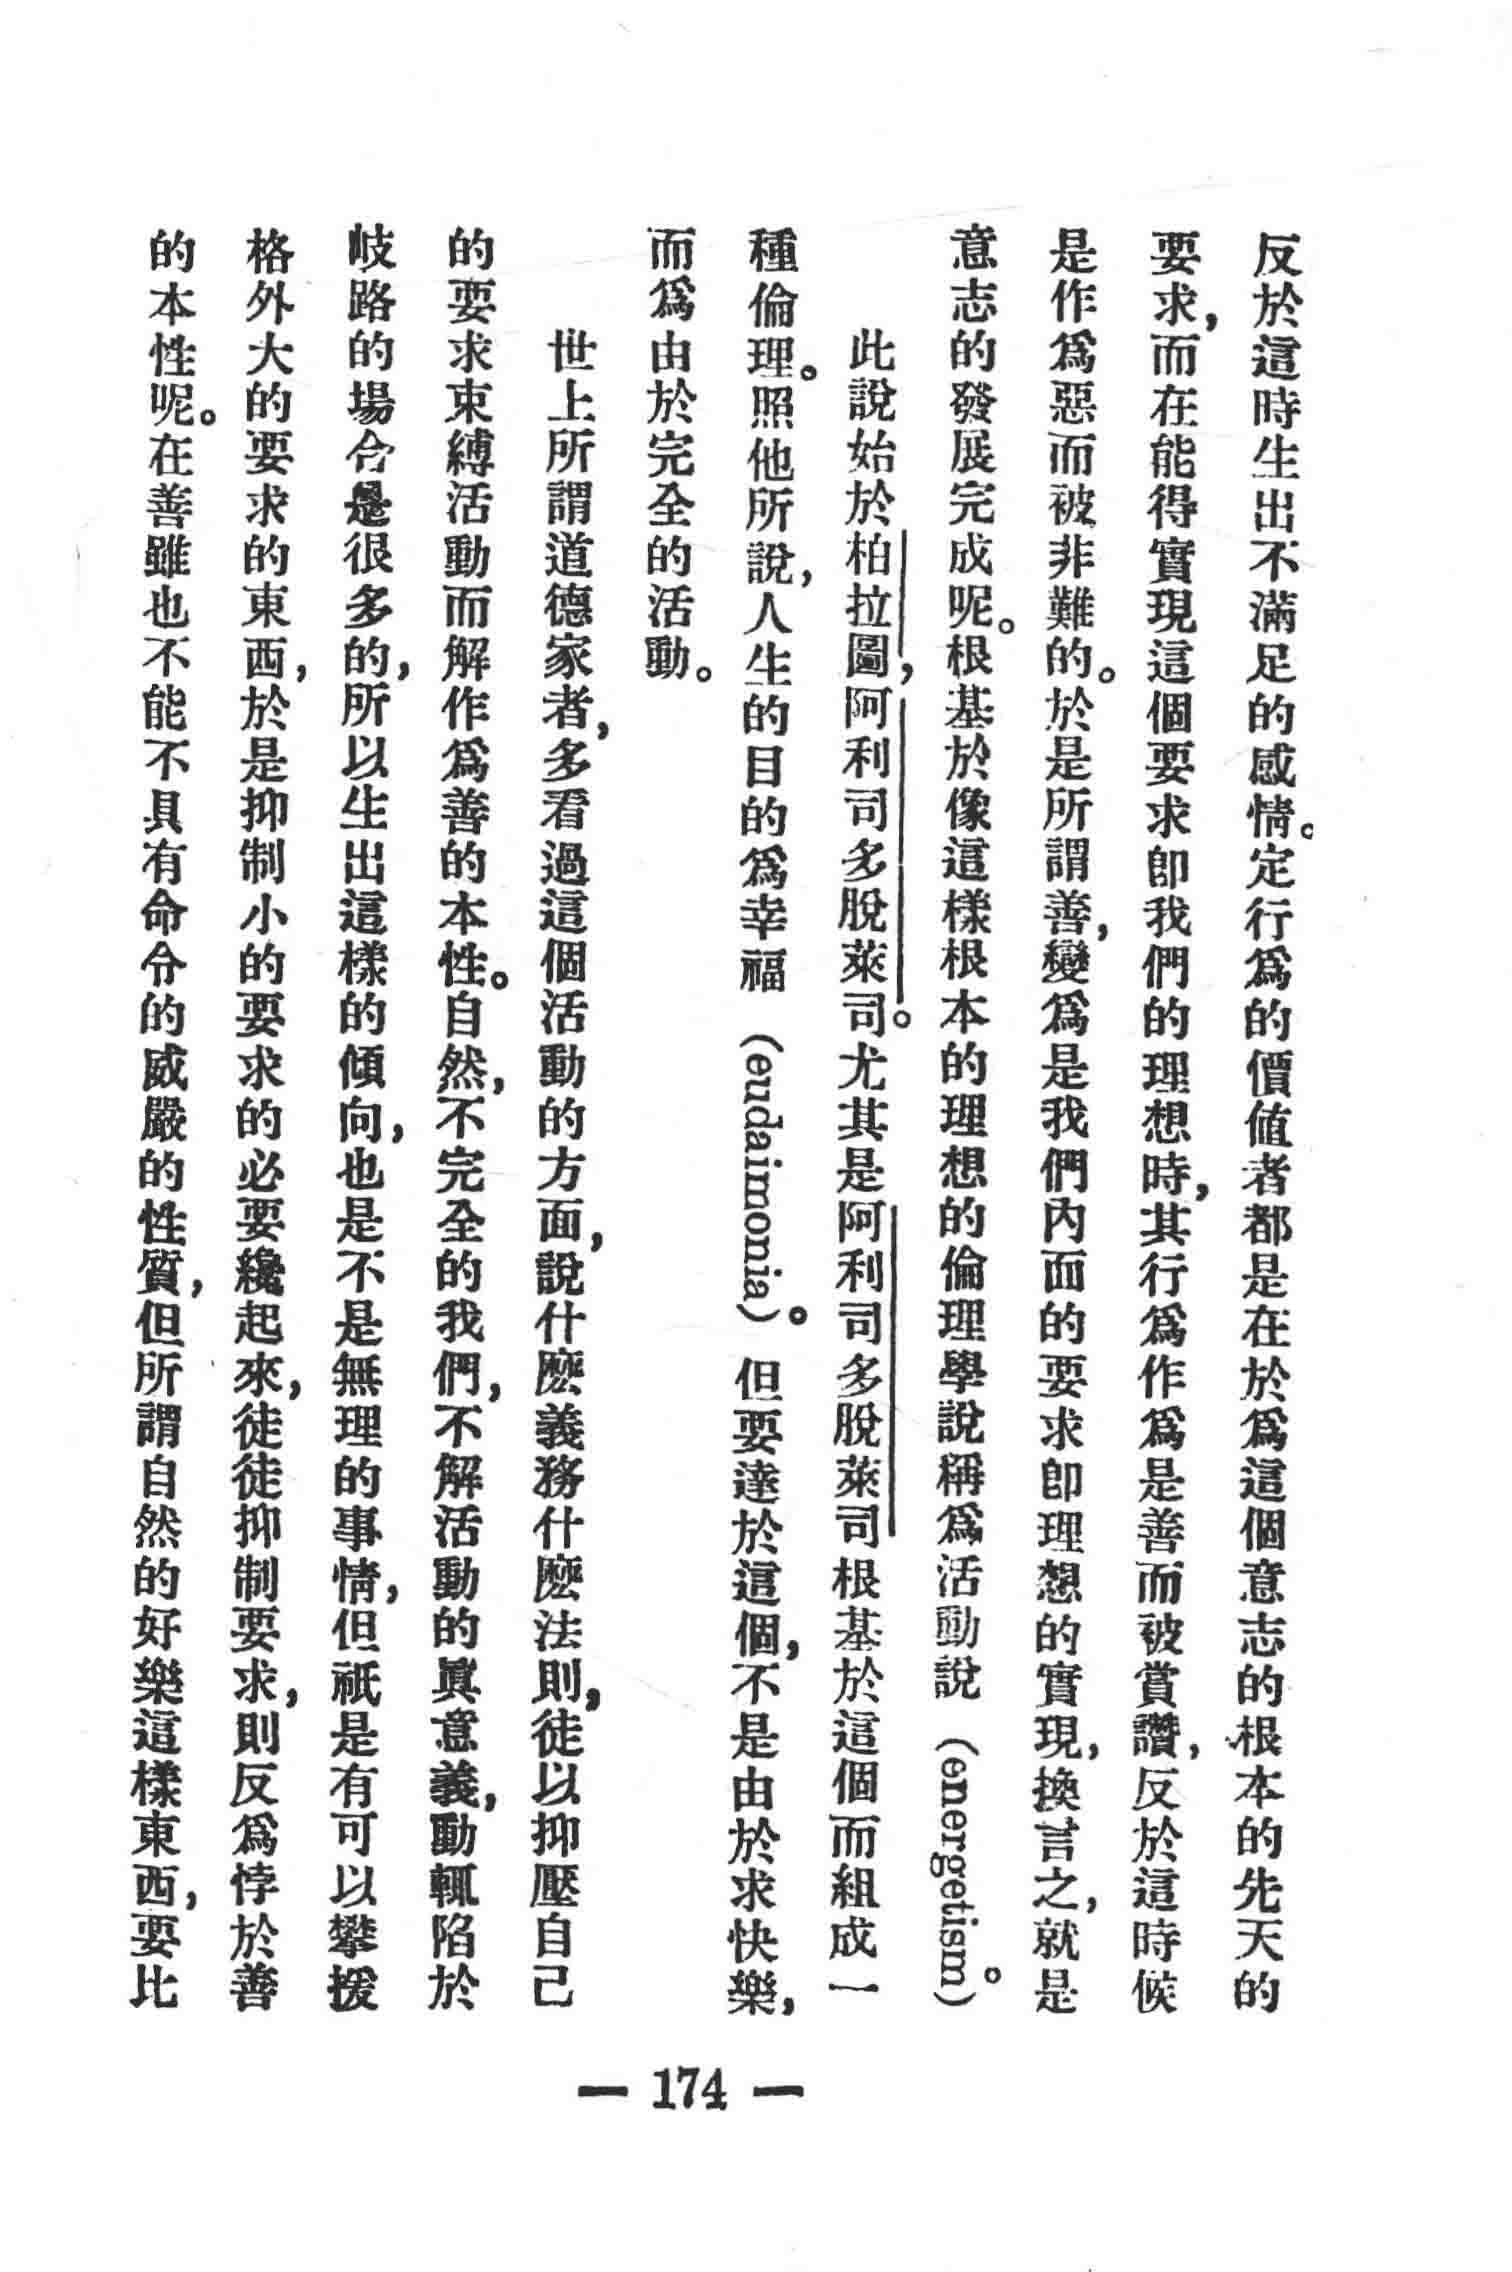 反於這時生出不滿足的感情。定行爲的價值者都是在於爲這個意志的根本的先天的
要求，而在能得實現這個要求卽我們的理想時，其行爲作爲是善而被賞讚，反於這時候
是作爲惡而被非難的。於是所謂善，變爲是我們內面的要求卽理想的實現，換言之，就是
意志的發展完成呢。根基於像這樣根本的理想的倫理學說稱爲活動說（energetism）。
此說始於柏拉圖，阿利司多脫萊司。尤其是阿利司多脫萊司根基於這個而組成一
種倫理。照他所說，人生的目的爲幸福（eudaimonia）。但要達於這個，不是由於求快樂，
而爲由於完全的活動。
世上所謂道德家者，多看過這個活動的方面，說什麽義務什麽法則，徒以抑壓自己
的要求束縛活動而解作爲善的本性。自然，不完全的我們，不解活動的眞意義，動輒陷於
岐路的場合是很多的，所以生出這樣的傾向，也是不是無理的事情，但祇是有可以攀援
格外大的要求的東西，於是抑制小的要求的必要纔起來，徒徒抑制要求，則反爲悖於善
的本性呢。在善雖也不能不具有命令的威嚴的性質，但所謂自然的好樂這樣東西，要比
— 174 —